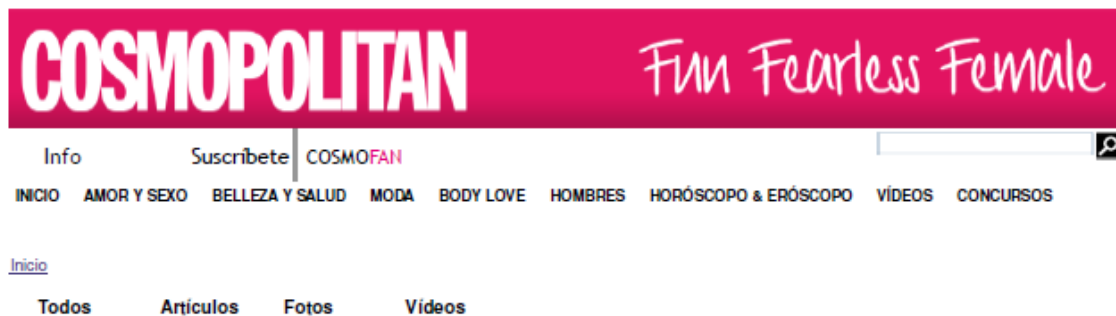 COSMOPOLITAN Fun Fearless Female
Info Suscríbete COSMOFAN
INICIO AMOR Y SEXO BELLEZA Y SALUD MODA BODY LOVE HOMBRES HORÓSCOPO & ERÓSCOPO VÍDEOS CONCURSOS
Inicio
Todos Artículos Fotos Vídeos